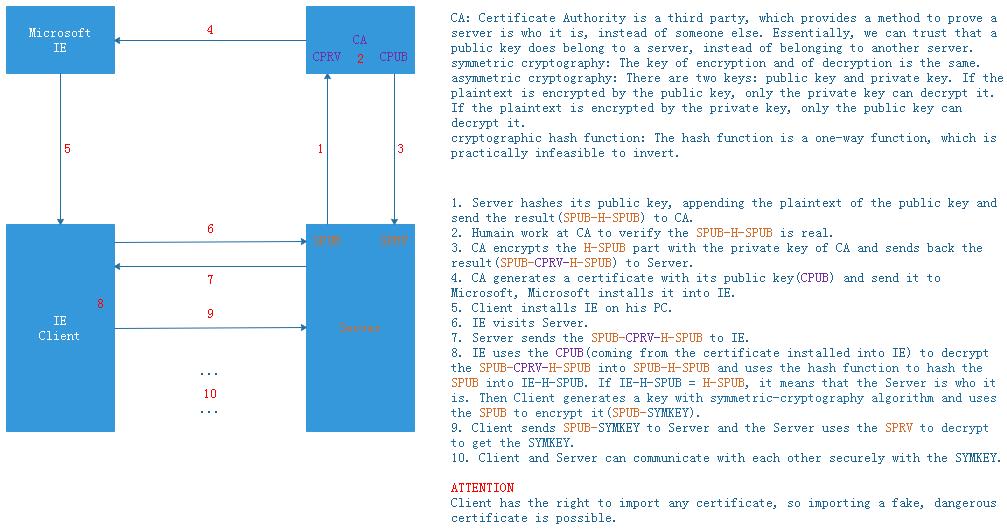 Microsoft
IE
4
CA
CPRV 2 CPUB
5
1
3
6
SPUB SPRV
7
8
IE
Client
9
Server
...
10
...
CA: Certificate Authority is a third party, which provides a method to prove a
server is who it is, instead of someone else. Essentially, we can trust that a
public key does belong to a server, instead of belonging to another server.
symmetric cryptography: The key of encryption and of decryption is the same.
asymmetric cryptography: There are two keys: public key and private key. If the
plaintext is encrypted by the public key, only the private key can decrypt it.
If the plaintext is encrypted by the private key, only the public key can
decrypt it.
cryptographic hash function: The hash function is a one-way function, which is
practically infeasible to invert.
1. Server hashes its public key, appending the plaintext of the public key and
send the result(SPUB-H-SPUB) to CA.
2. Humain work at CA to verify the SPUB-H-SPUB is real.
3. CA encrypts the H-SPUB part with the private key of CA and sends back the
result(SPUB-CPRV-H-SPUB) to Server.
4. CA generates a certificate with its public key(CPUB) and send it to
Microsoft, Microsoft installs it into IE.
5. Client installs IE on his PC.
6. IE visits Server.
7. Server sends the SPUB-CPRV-H-SPUB to IE.
8. IE uses the CPUB(coming from the certificate installed into IE) to decrypt
the SPUB-CPRV-H-SPUB into SPUB-H-SPUB and uses the hash function to hash the
SPUB into IE-H-SPUB. If IE-H-SPUB = H-SPUB, it means that the Server is who it
is. Then Client generates a key with symmetric-cryptography algorithm and uses
the SPUB to encrypt it(SPUB-SYMKEY).
9. Client sends SPUB-SYMKEY to Server and the Server uses the SPRV to decrypt
to get the SYMKEY.
10. Client and Server can communicate with each other securely with the SYMKEY.
ATTENTION
Client has the right to import any certificate, so importing a fake, dangerous
certificate is possible.